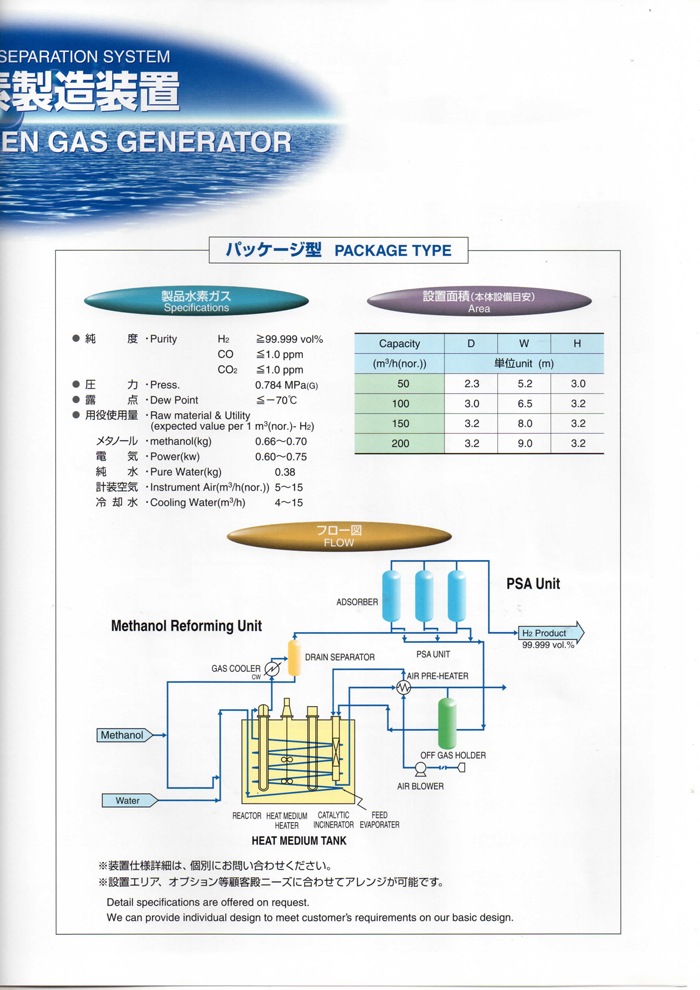 SEPARATION SYSTEM
素製造装置
EN GAS GENERATOR
パッケージ型 PACKAGE TYPE
製品水素ガス
Specifications
設置面積(本体設備目安)
Area
●純 度 ・Purity H2 ≧99.999 vol%
CO ≦1.0 ppm
CO2 ≦1.0 ppm
●圧 力 ・Press. 0.784 MPa(G)
●露 点 ・Dew Point ≦－70℃
●用役使用量 ・Raw material & Utility
(expected value per 1 m³(nor.)- H2)
メタノール ・methanol(kg) 0.66～0.70
電 気 ・Power(kw) 0.60～0.75
純 水 ・Pure Water(kg) 0.38
計装空気 ・Instrument Air(m³/h(nor.)) 5～15
冷 却 水 ・Cooling Water(m³/h) 4～15
Capacity D W H
(m³/h(nor.)) 単位unit (m)
50 2.3 5.2 3.0
100 3.0 6.5 3.2
150 3.2 8.0 3.2
200 3.2 9.0 3.2
フロー図
FLOW
PSA Unit
ADSORBER
Methanol Reforming Unit
H2 Product
99.999 vol.%
DRAIN SEPARATOR
PSA UNIT
GAS COOLER
CW
AIR PRE-HEATER
Methanol
OFF GAS HOLDER
AIR BLOWER
Water
REACTOR HEAT MEDIUM HEATER CATALYTIC INCINERATOR FEED EVAPORATER
HEAT MEDIUM TANK
※装置仕様詳細は、個別にお問い合わせください。
※設置エリア、オプション等顧客殿ニーズに合わせてアレンジが可能です。
Detail specifications are offered on request.
We can provide individual design to meet customer's requirements on our basic design.